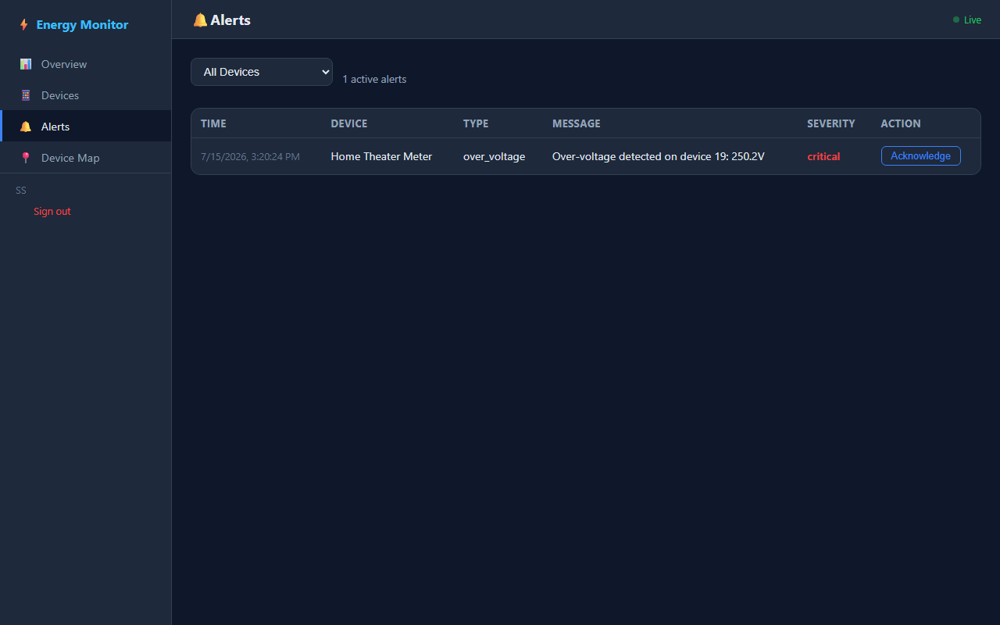 Energy Monitor
Overview
Devices
Alerts
Device Map
SS
Sign out
Alerts
Live
All Devices
1 active alerts
TIME DEVICE TYPE MESSAGE SEVERITY ACTION
7/15/2026, 3:20:24 PM Home Theater Meter over_voltage Over-voltage detected on device 19: 250.2V critical Acknowledge